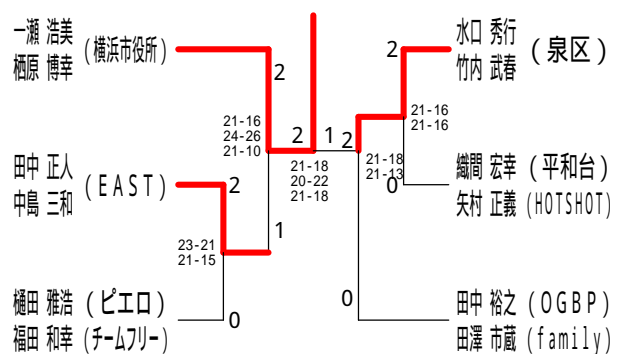 一瀬 浩美
栖原 博幸
(横浜市役所)
2
21-16
24-26
21-10
田中 正人
中島 三和
(EAST)
2
1
23-21
21-15
樋田 雅浩 (ピエロ)
福田 和幸 (チームフリー)
0
2
1
21-18
20-22
21-18
水口 秀行
竹内 武春
(泉区)
2
21-16
21-16
2
21-18
21-13
0
織間 宏幸 (平和台)
矢村 正義 (HOTSHOT)
0
田中 裕之 (OGBP)
田澤 市蔵 (family)